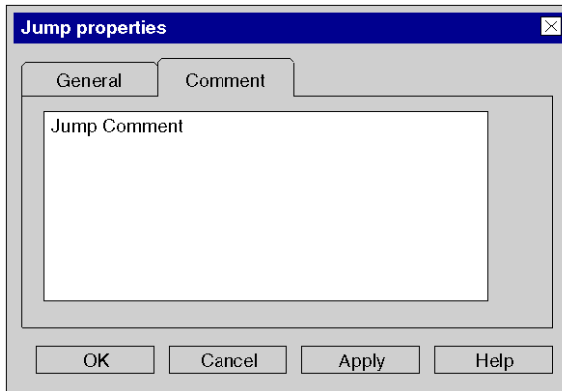 Jump properties
General Comment
Jump Comment
OK Cancel Apply Help